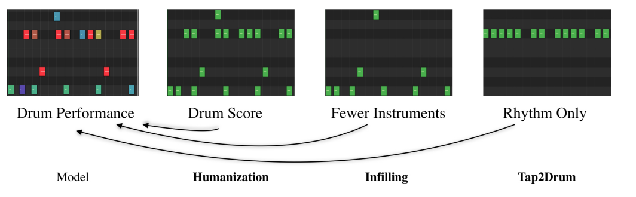 Drum Performance Drum Score Fewer Instruments Rhythm Only
Model Humanization Infilling Tap2Drum